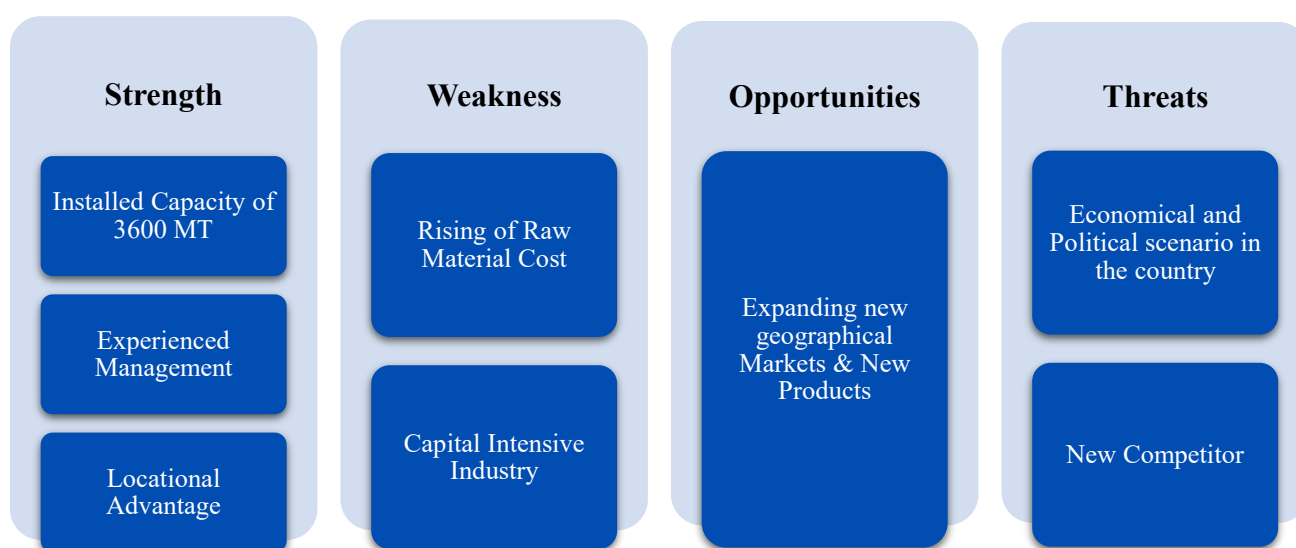 Strength
Installed Capacity of
3600 MT
Experienced
Management
Locational
Advantage
Weakness
Rising of Raw
Material Cost
Capital Intensive
Industry
Opportunities
Expanding new
geographical
Markets & New
Products
Threats
Economical and
Political scenario in
the country
New Competitor